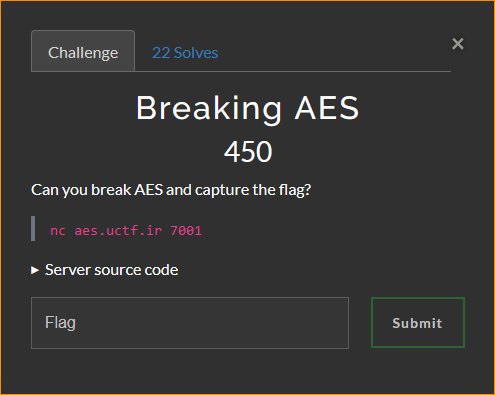 Challenge
22 Solves
×
Breaking AES
450
Can you break AES and capture the flag?
nc aes.uctf.ir 7001
▶ Server source code
Flag
Submit